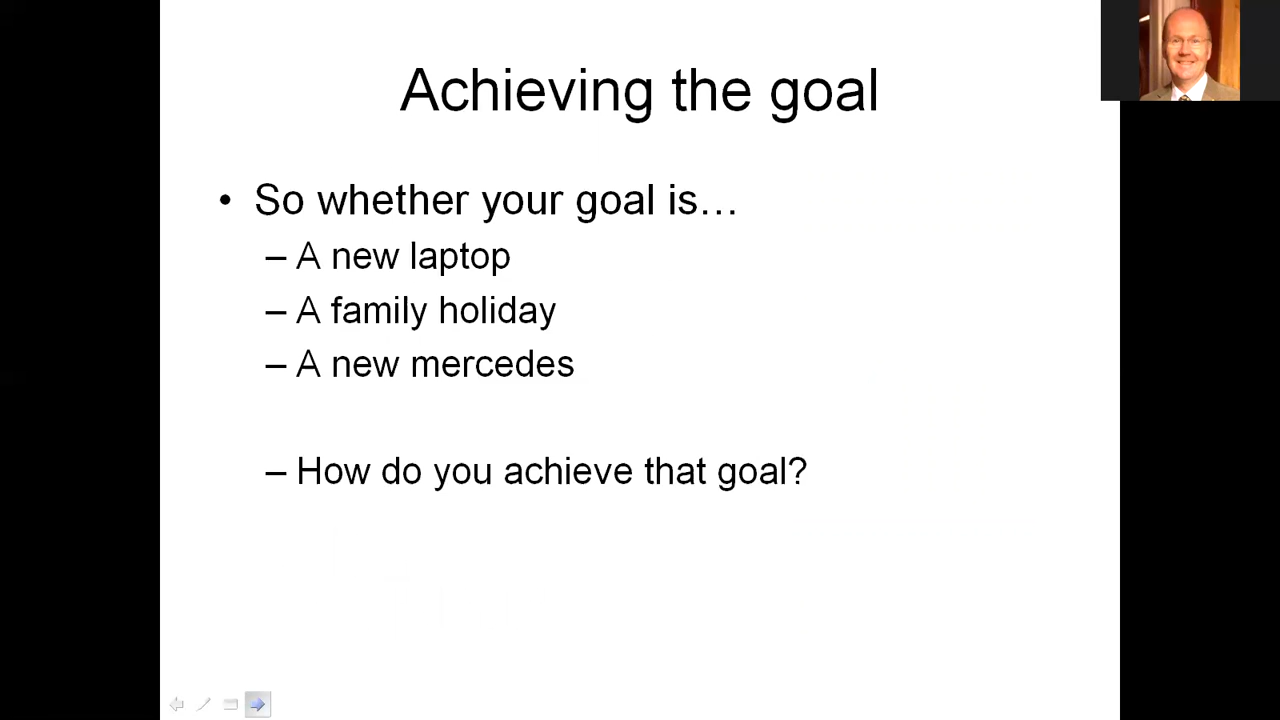 Achieving the goal
• So whether your goal is…
– A new laptop
– A family holiday
– A new mercedes
– How do you achieve that goal?